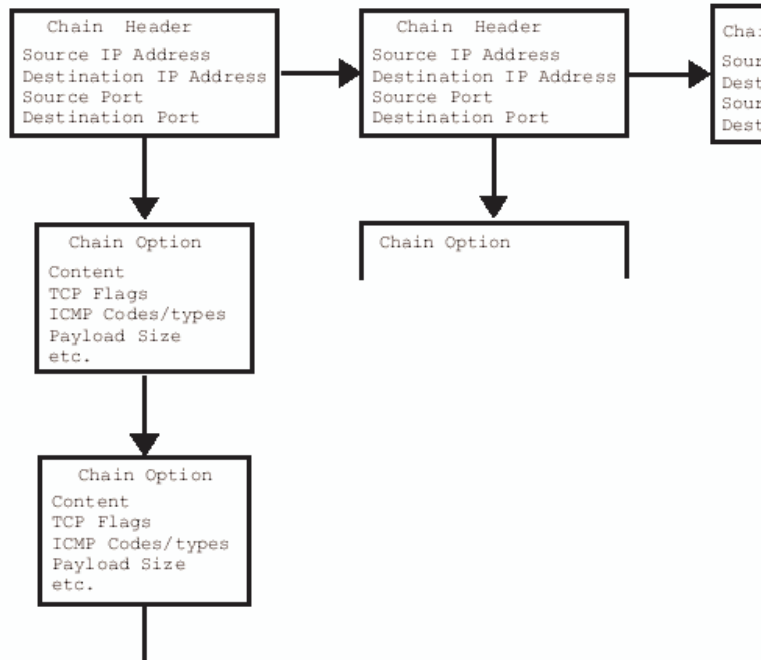 Chain Header
Source IP Address
Destination IP Address
Source Port
Destination Port
Chain Header
Source IP Address
Destination IP Address
Source Port
Destination Port
Chain Option
Content
TCP Flags
ICMP Codes/types
Payload Size
etc.
Chain Option
Chain Option
Content
TCP Flags
ICMP Codes/types
Payload Size
etc.